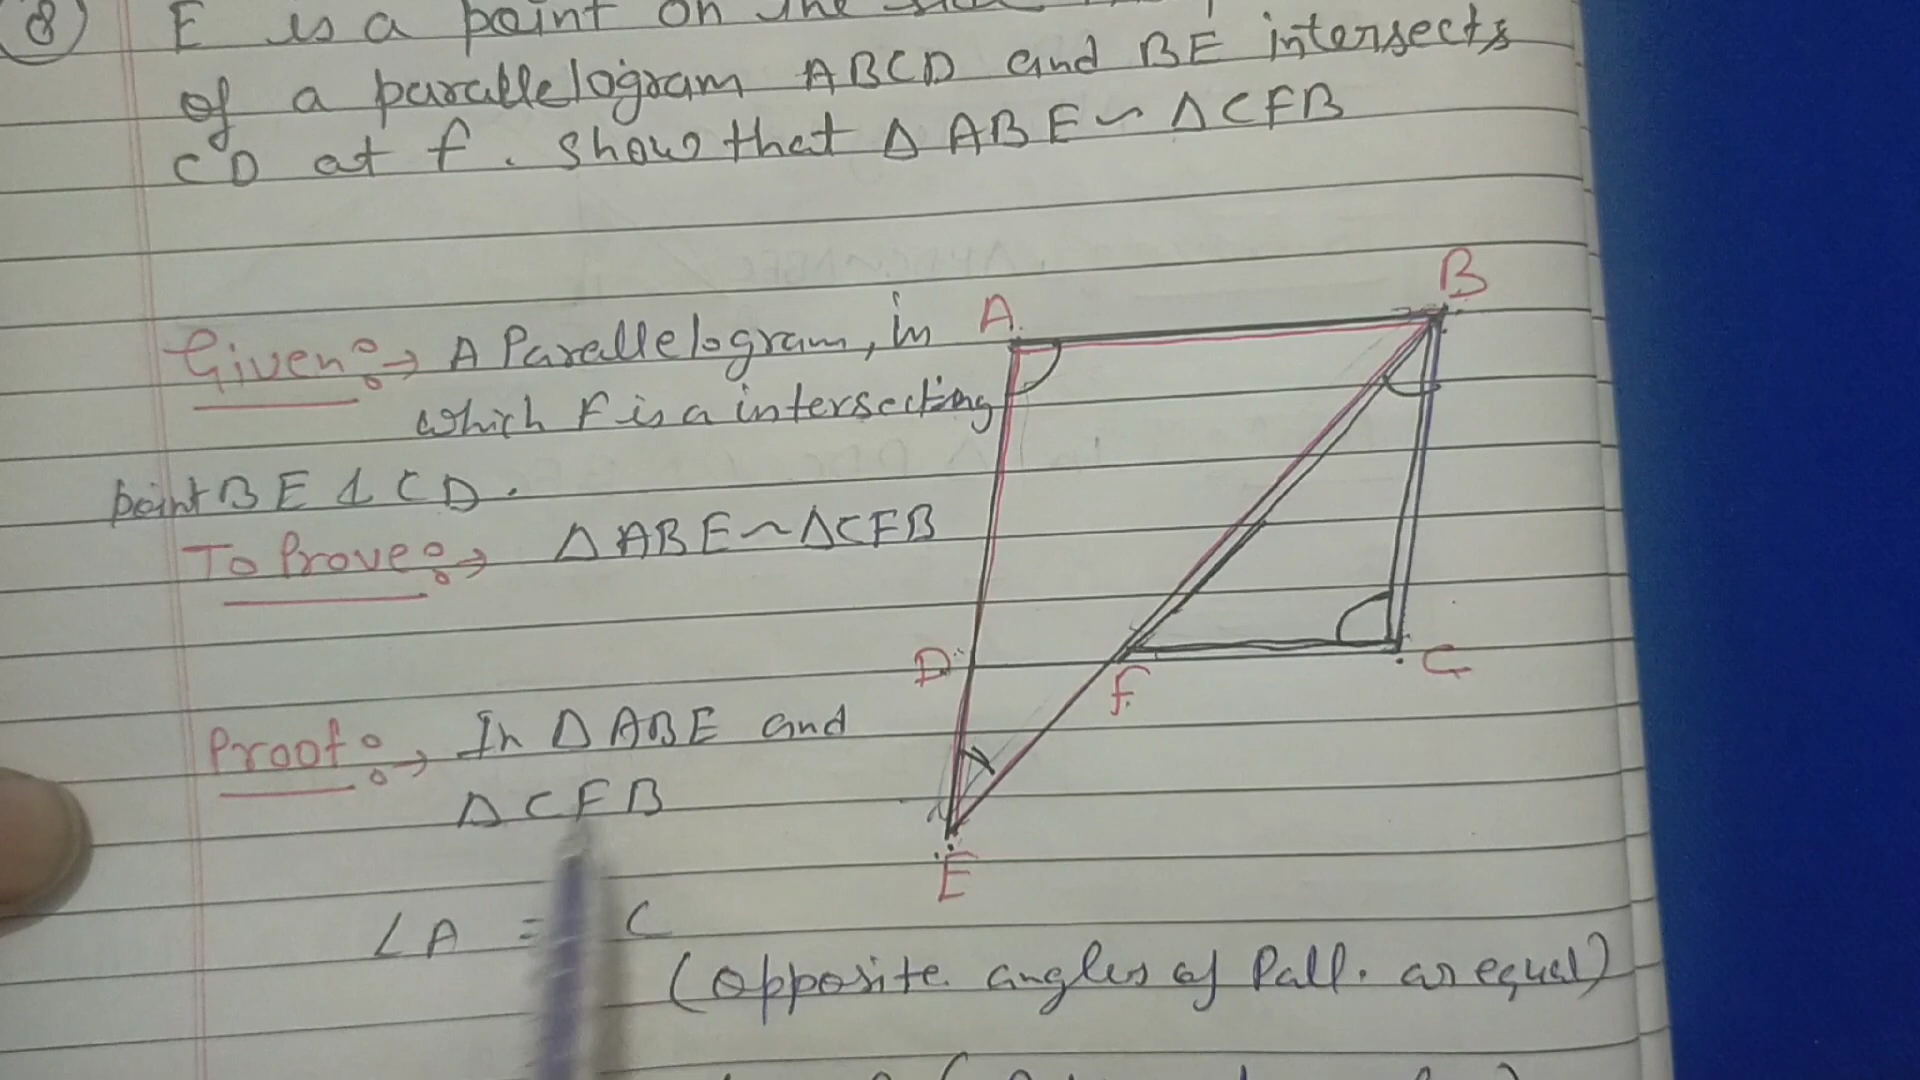 8) E is a point on the
of a parallelogram ABCD and BE intersects
CD at f. Show that Δ ABE ~ Δ CFB
Given:→ A Parallelogram, in
which F is a intersecting
point BE & CD.
To Prove:→ Δ ABE ~ Δ CFB
Proof:→ In Δ ABE and
Δ CFB
∠A = C
(opposite angles of Pall. ar equal)
A
B
D
F
C
E